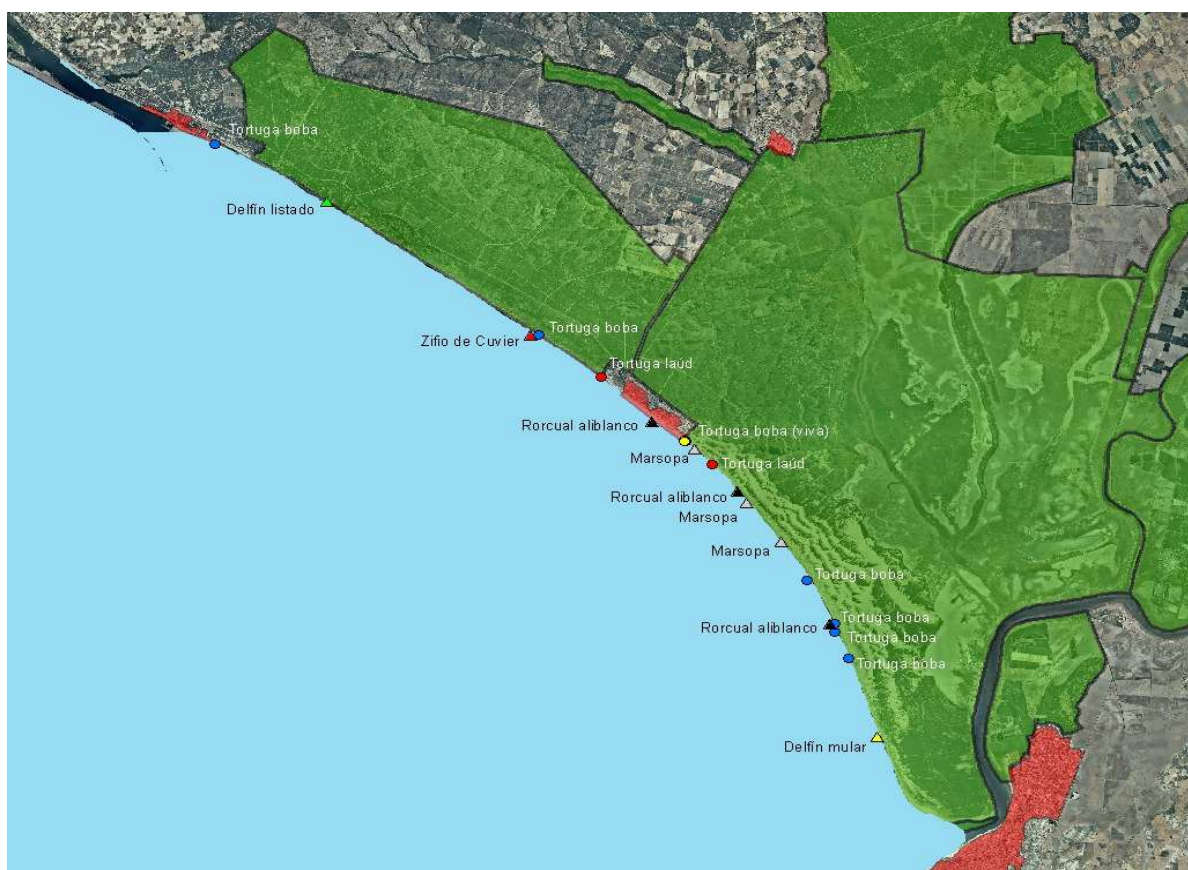 Tortuga boba
Delfín listado
Tortuga boba
Zifio de Cuvier
Tortuga laúd
Rorcual aliblanco
Tortuga boba (viva)
Marsopa
Tortuga laúd
Rorcual aliblanco
Marsopa
Marsopa
Tortuga boba
Tortuga boba
Rorcual aliblanco
Tortuga boba
Tortuga boba
Delfín mular